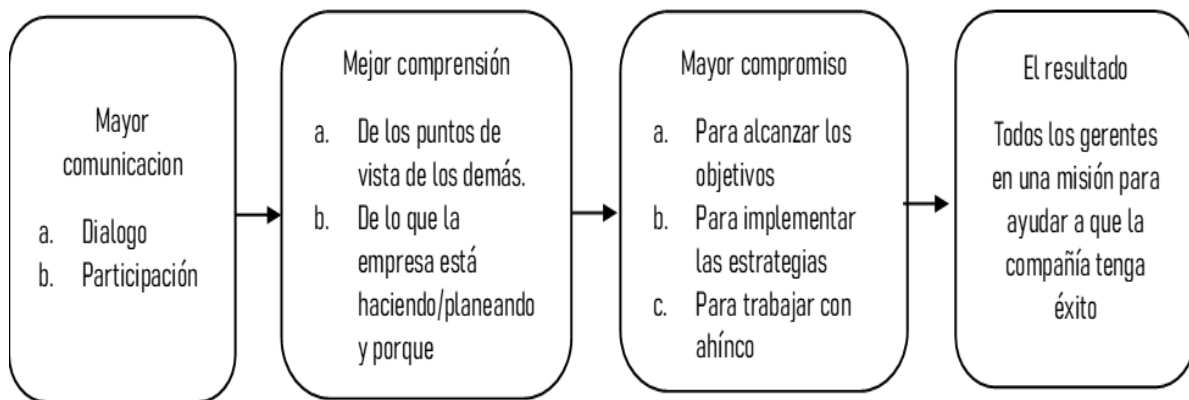 Mayor
comunicacion
a. Dialogo
b. Participación
Mejor comprensión
a. De los puntos de
vista de los demás.
b. De lo que la
empresa está
haciendo/planeando
y porque
Mayor compromiso
a. Para alcanzar los
objetivos
b. Para implementar
las estrategias
c. Para trabajar con
ahínco
El resultado
Todos los gerentes
en una misión para
ayudar a que la
compañía tenga
éxito